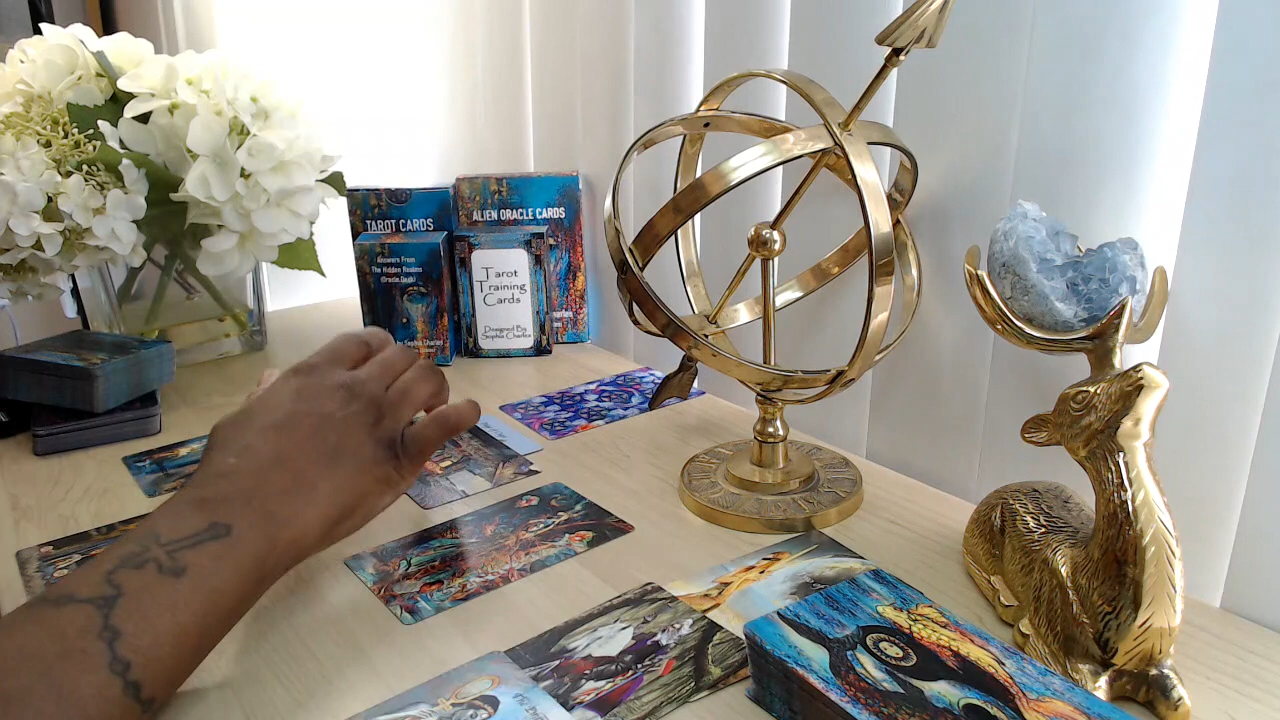 TAROT CARDS
ALIEN ORACLE CARDS
Answers From
The Hidden Realms
(Oracle Deck)
by Sophia Charles
Tarot
Training
Cards
Designed By
Sophia Charles